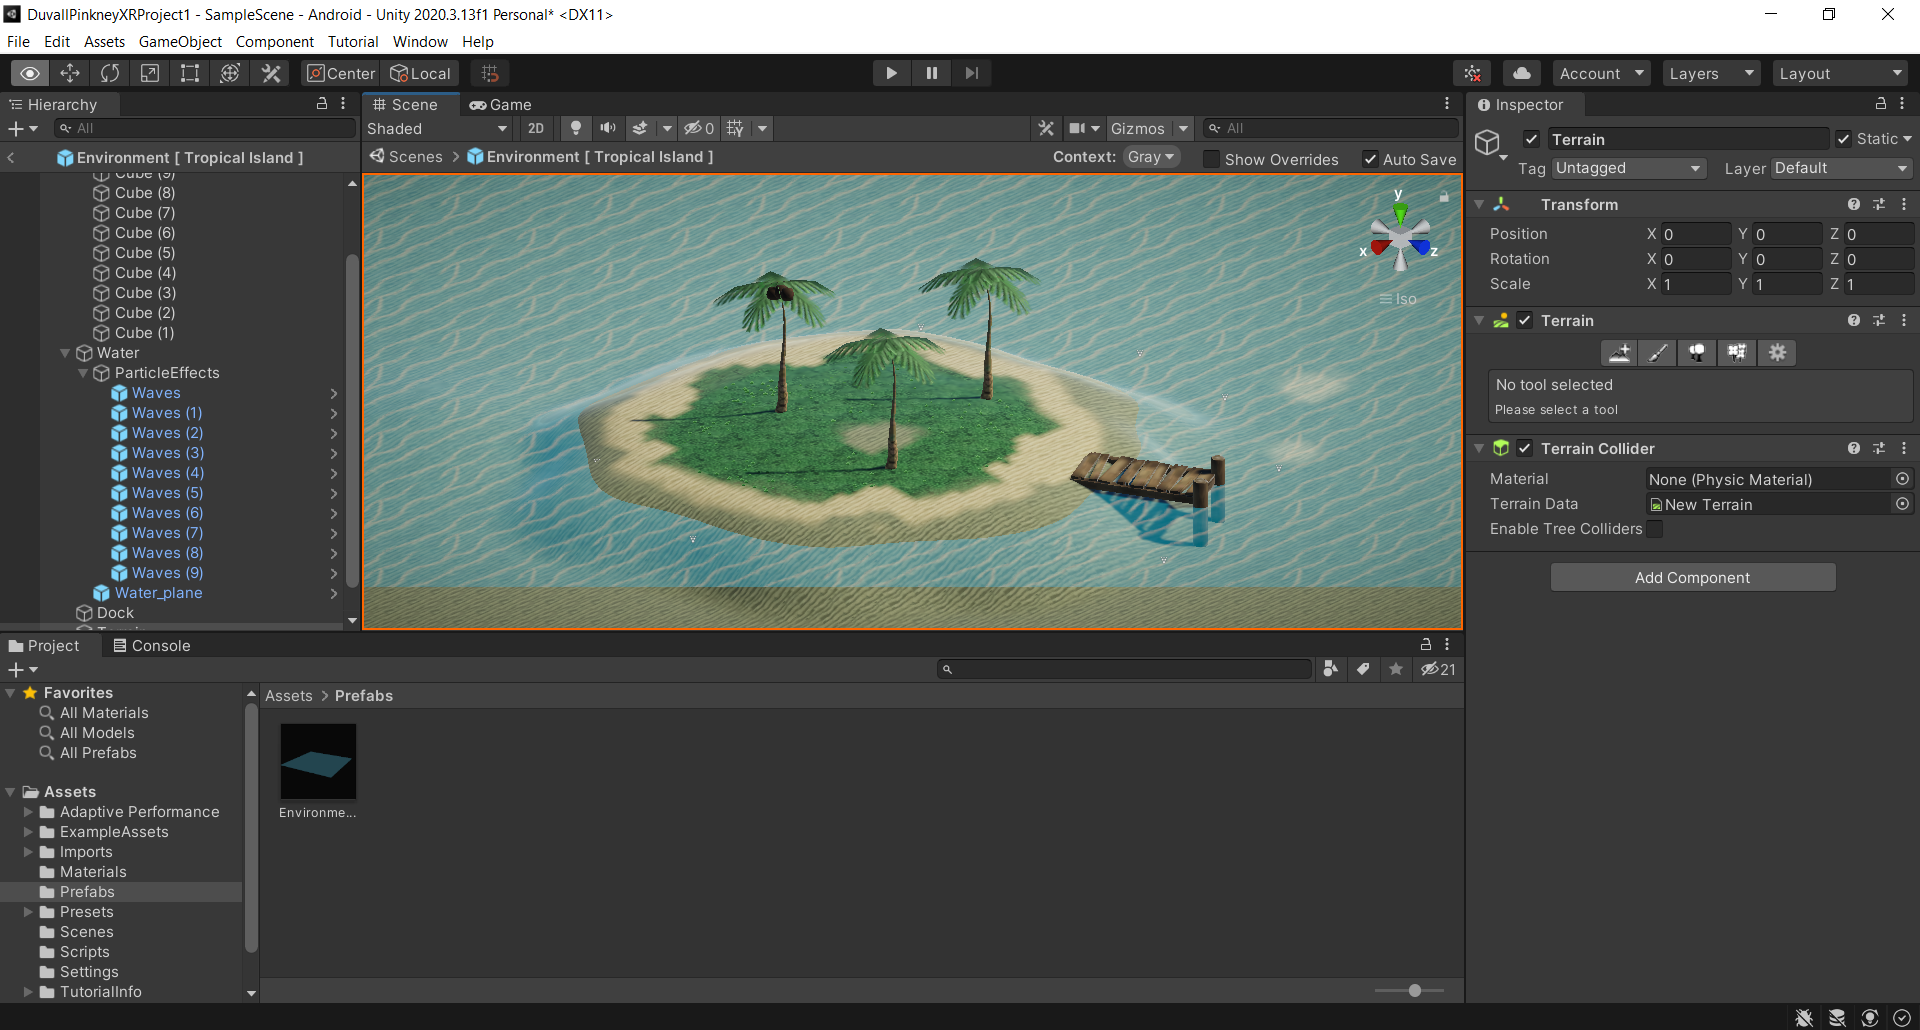 DuvallPinkneyXRProject1 - SampleScene - Android - Unity 2020.3.13f1 Personal* <DX11>
File Edit Assets GameObject Component Tutorial Window Help
Center Local Account Layers Layout
Hierarchy
All
Environment [ Tropical Island ]
Cube (9)
Cube (8)
Cube (7)
Cube (6)
Cube (5)
Cube (4)
Cube (3)
Cube (2)
Cube (1)
Water
ParticleEffects
Waves
Waves (1)
Waves (2)
Waves (3)
Waves (4)
Waves (5)
Waves (6)
Waves (7)
Waves (8)
Waves (9)
Water_plane
Dock
Terrain
Scene Game
Shaded 2D 0 Gizmos All
Scenes > Environment [ Tropical Island ] Context: Gray Show Overrides Auto Save
y
x z
Iso
Inspector
Terrain Static
Tag Untagged Layer Default
Transform
Position X 0 Y 0 Z 0
Rotation X 0 Y 0 Z 0
Scale X 1 Y 1 Z 1
Terrain
No tool selected
Please select a tool
Terrain Collider
Material None (Physic Material)
Terrain Data New Terrain
Enable Tree Colliders
Add Component
Project Console
21
Favorites
All Materials
All Models
All Prefabs
Assets
Adaptive Performance
ExampleAssets
Imports
Materials
Prefabs
Presets
Scenes
Scripts
Settings
TutorialInfo
Assets > Prefabs
Environme...